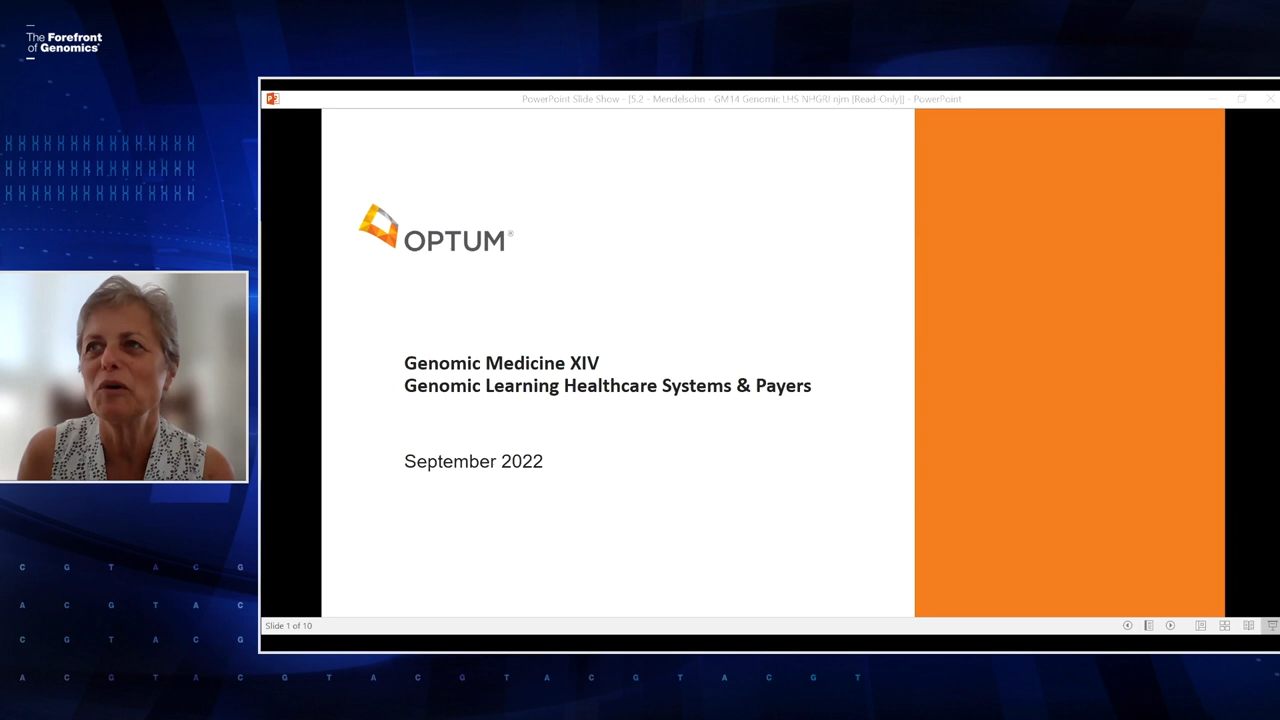 The Forefront
of Genomics®
PowerPoint Slide Show - [5.2 - Mendelsohn - GM14 Genomic LHS NHGRI njm [Read-Only]] - PowerPoint
OPTUM®
Genomic Medicine XIV
Genomic Learning Healthcare Systems & Payers
September 2022
Slide 1 of 10
C G T A C G
A C G T A C
C G T A C G
A C G T A C G T A C G T A C G T A C G T